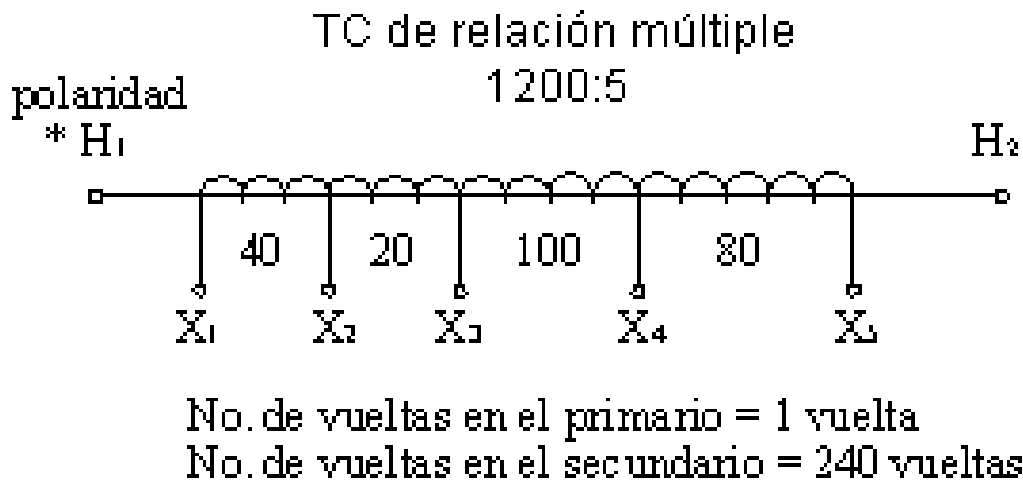 TC de relación múltiple
1200:5
polaridad
* H₁
H₂
40 20 100 80
X₁ X₂ X₃ X₄ X₅
No. de vueltas en el primario = 1 vuelta
No. de vueltas en el secundario = 240 vueltas